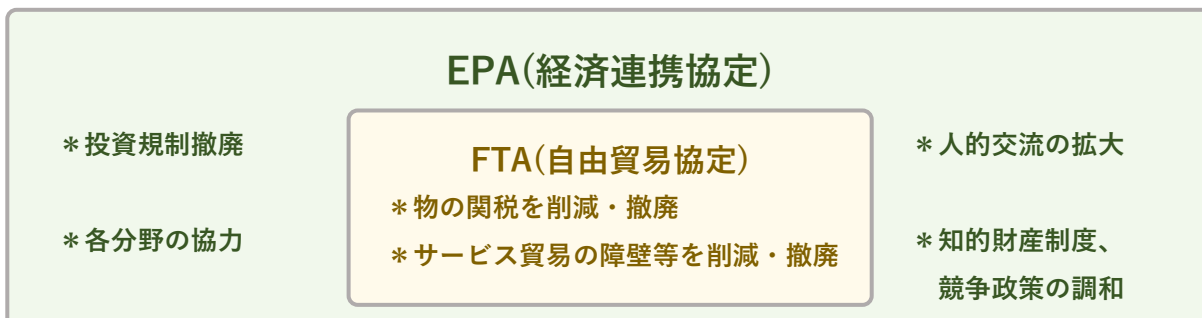 EPA(経済連携協定)
＊投資規制撤廃
＊各分野の協力
FTA(自由貿易協定)
＊物の関税を削減・撤廃
＊サービス貿易の障壁等を削減・撤廃
＊人的交流の拡大
＊知的財産制度、
競争政策の調和